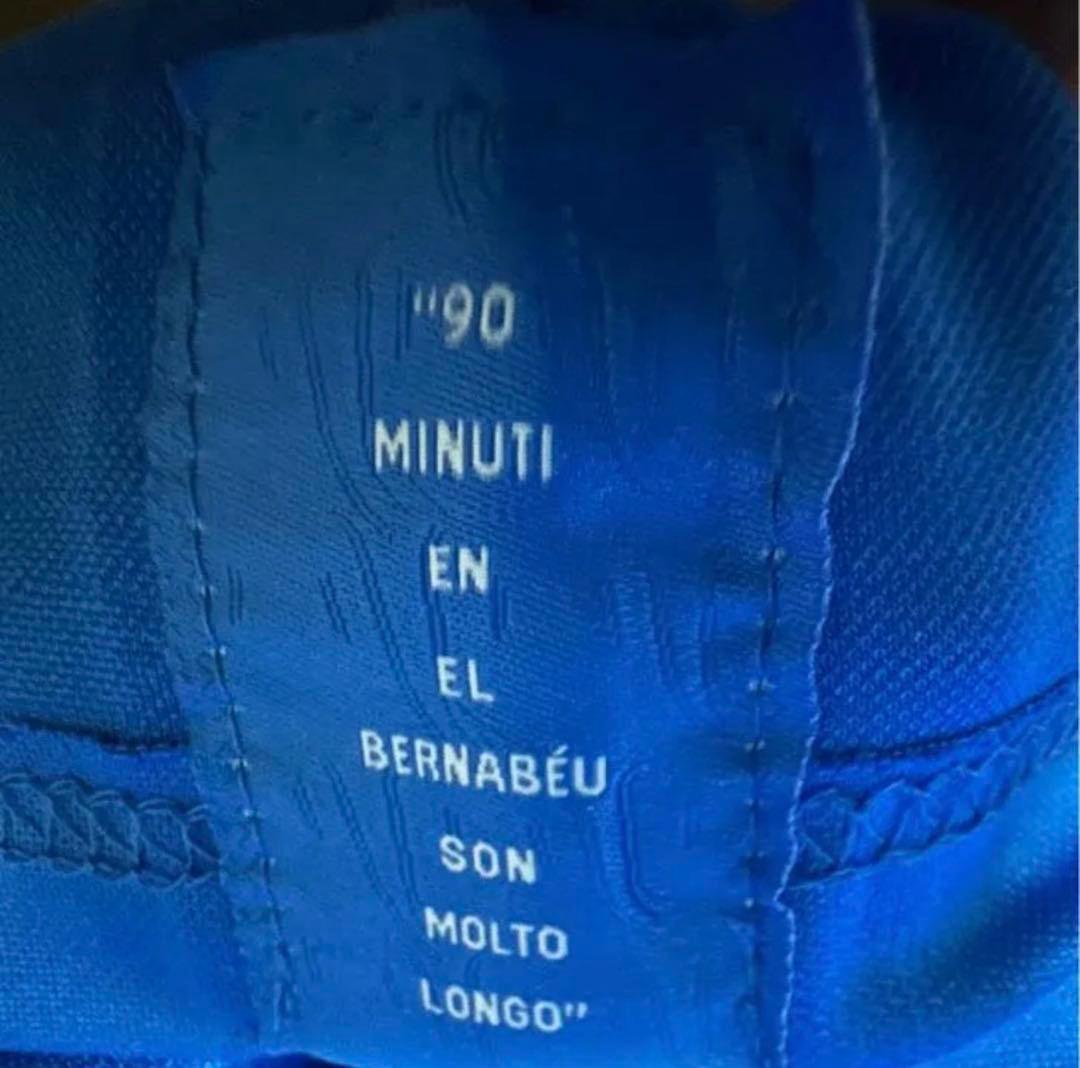 "90
MINUTI
EN
EL
BERNABÉU
SON
MOLTO
LONGO"